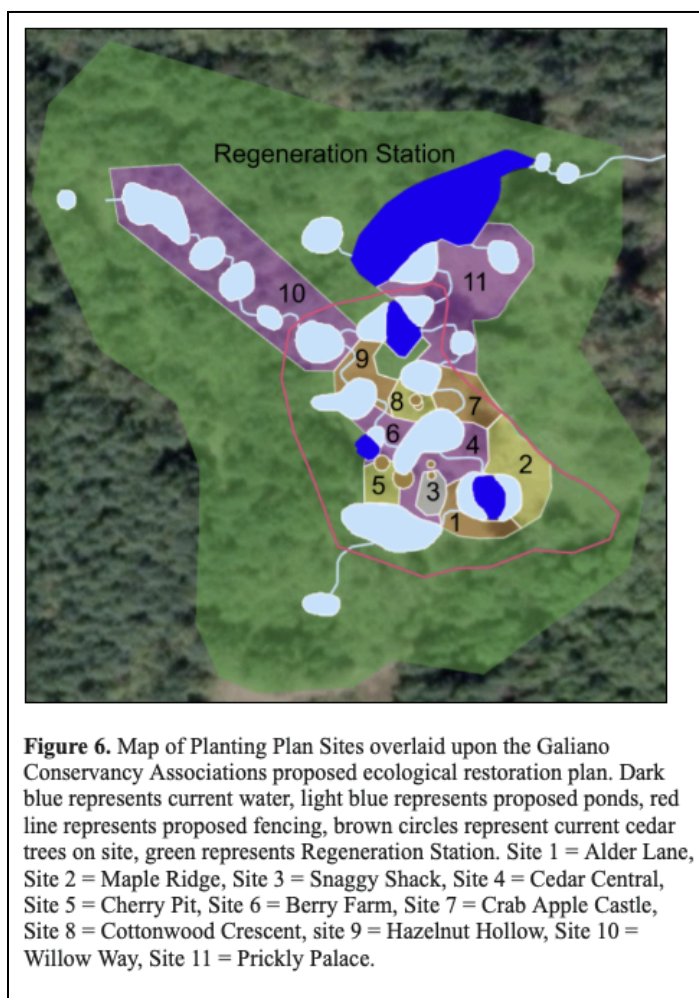 Regeneration Station
11
10
9
8
7
6
4
2
5
3
1
Figure 6. Map of Planting Plan Sites overlaid upon the Galiano
Conservancy Associations proposed ecological restoration plan. Dark
blue represents current water, light blue represents proposed ponds, red
line represents proposed fencing, brown circles represent current cedar
trees on site, green represents Regeneration Station. Site 1 = Alder Lane,
Site 2 = Maple Ridge, Site 3 = Snaggy Shack, Site 4 = Cedar Central,
Site 5 = Cherry Pit, Site 6 = Berry Farm, Site 7 = Crab Apple Castle,
Site 8 = Cottonwood Crescent, site 9 = Hazelnut Hollow, Site 10 =
Willow Way, Site 11 = Prickly Palace.